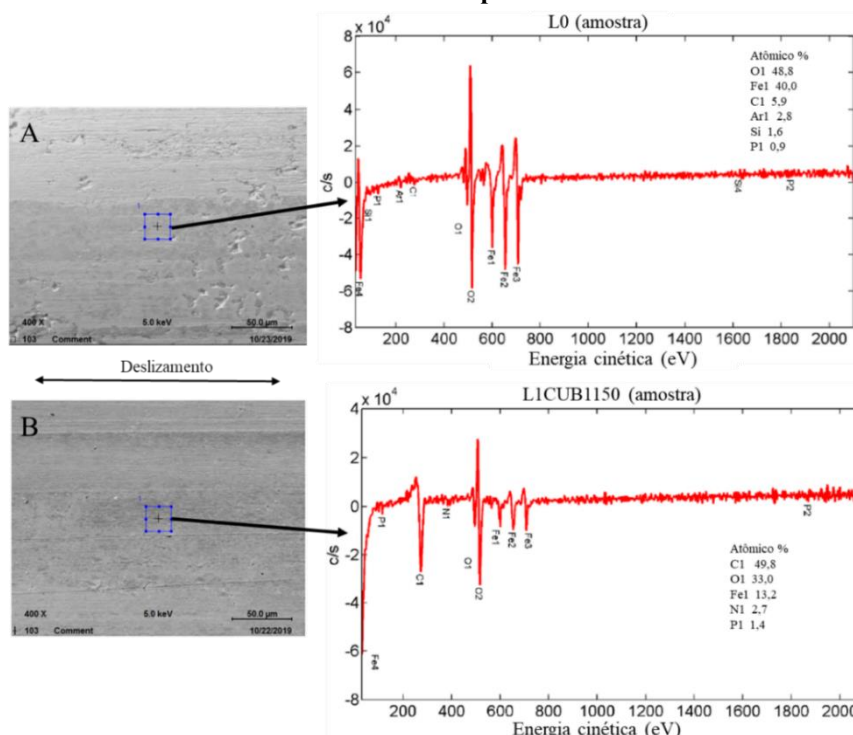 L0 (amostra)
x 10⁴
8
6
4
2
0
-2
-4
-6
-8
c/s
Atômico %
O1 48,8
Fe1 40,0
C1 5,9
Ar1 2,8
Si 1,6
P1 0,9
Fe4
Si1
P1
Ar1
C1
O1
O2
Fe1
Fe2
Fe3
Si4
P2
200 400 600 800 1000 1200 1400 1600 1800 2000
Energia cinética (eV)
A
400 X 5.0 keV 50.0 µm
103 Comment 10/23/2019
Deslizamento
L1CUB1150 (amostra)
x 10⁴
4
2
0
-2
-4
-6
-8
c/s
Fe4
P1
C1
N1
O1
O2
Fe1
Fe2
Fe3
P2
Atômico %
C1 49,8
O1 33,0
Fe1 13,2
N1 2,7
P1 1,4
200 400 600 800 1000 1200 1400 1600 1800 2000
Energia cinética (eV)
B
400 X 5.0 keV 50.0 µm
103 Comment 10/22/2019